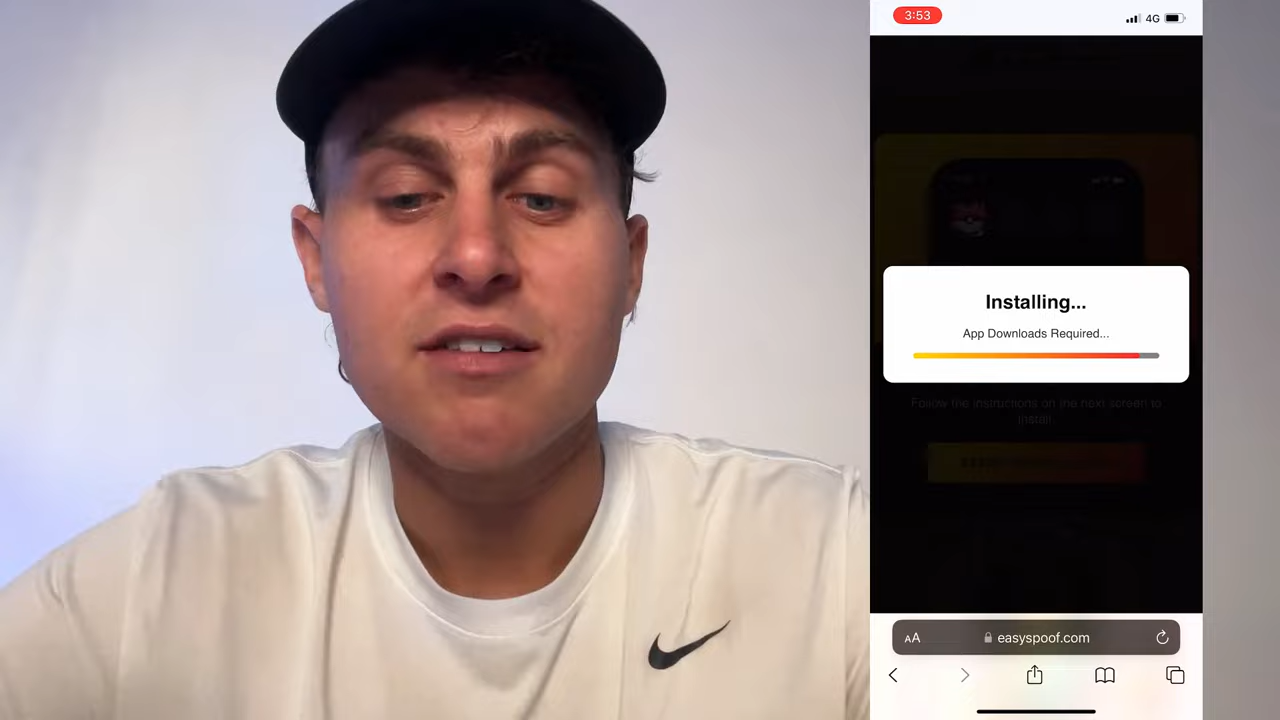 3:53
4G
Installing...
App Downloads Required...
Follow the instructions on the next screen to
install.
AA
easyspoof.com